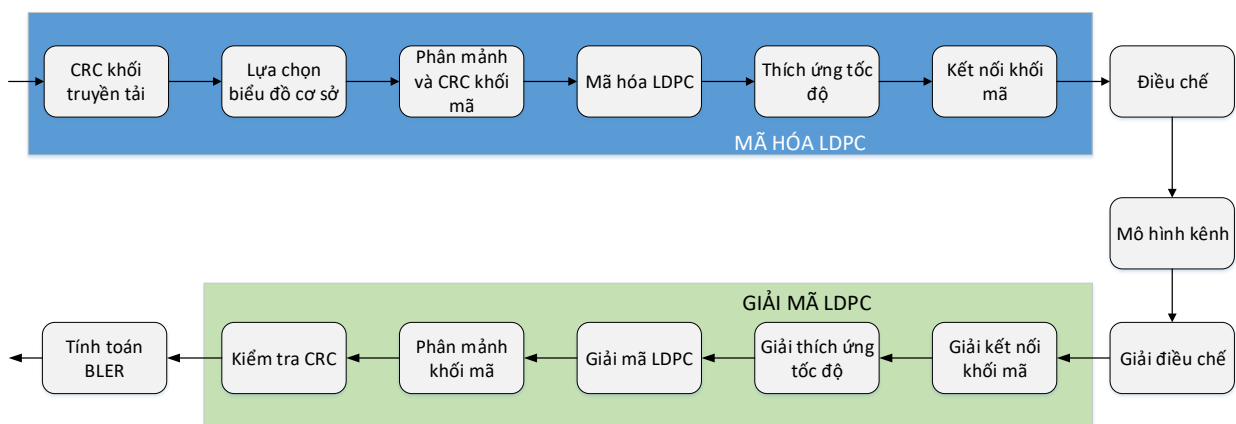 CRC khối
truyền tải
Lựa chọn
biểu đồ cơ sở
Phân mảnh
và CRC khối
mã
Mã hóa LDPC
Thích ứng tốc
độ
Kết nối khối
mã
Điều chế
MÃ HÓA LDPC
Mô hình kênh
GIẢI MÃ LDPC
Tính toán
BLER
Kiểm tra CRC
Phân mảnh
khối mã
Giải mã LDPC
Giải thích ứng
tốc độ
Giải kết nối
khối mã
Giải điều chế